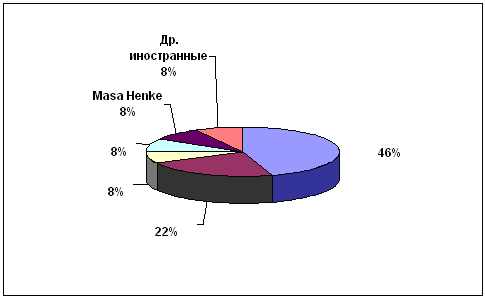 Др.
иностранные
8%
Masa Henke
8%
8%
8%
22%
46%